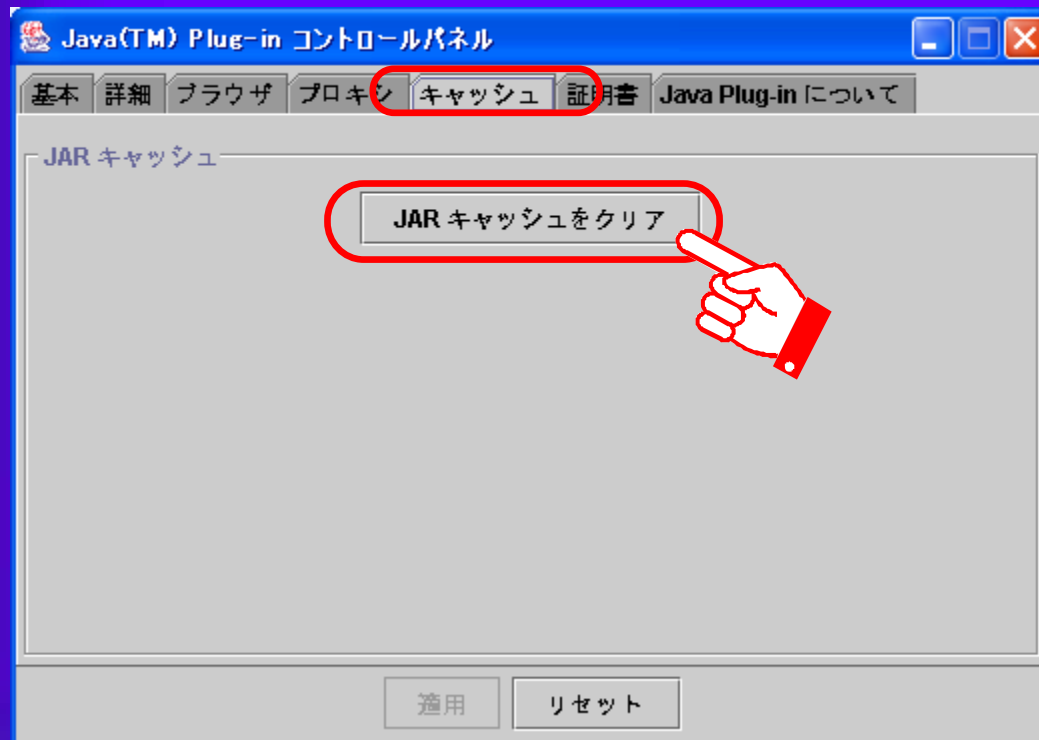 Java(TM) Plug-in コントロールパネル
基本 詳細 ブラウザ プロキシ キャッシュ 証明書 Java Plug-in について
JAR キャッシュ
JAR キャッシュをクリア
適用 リセット